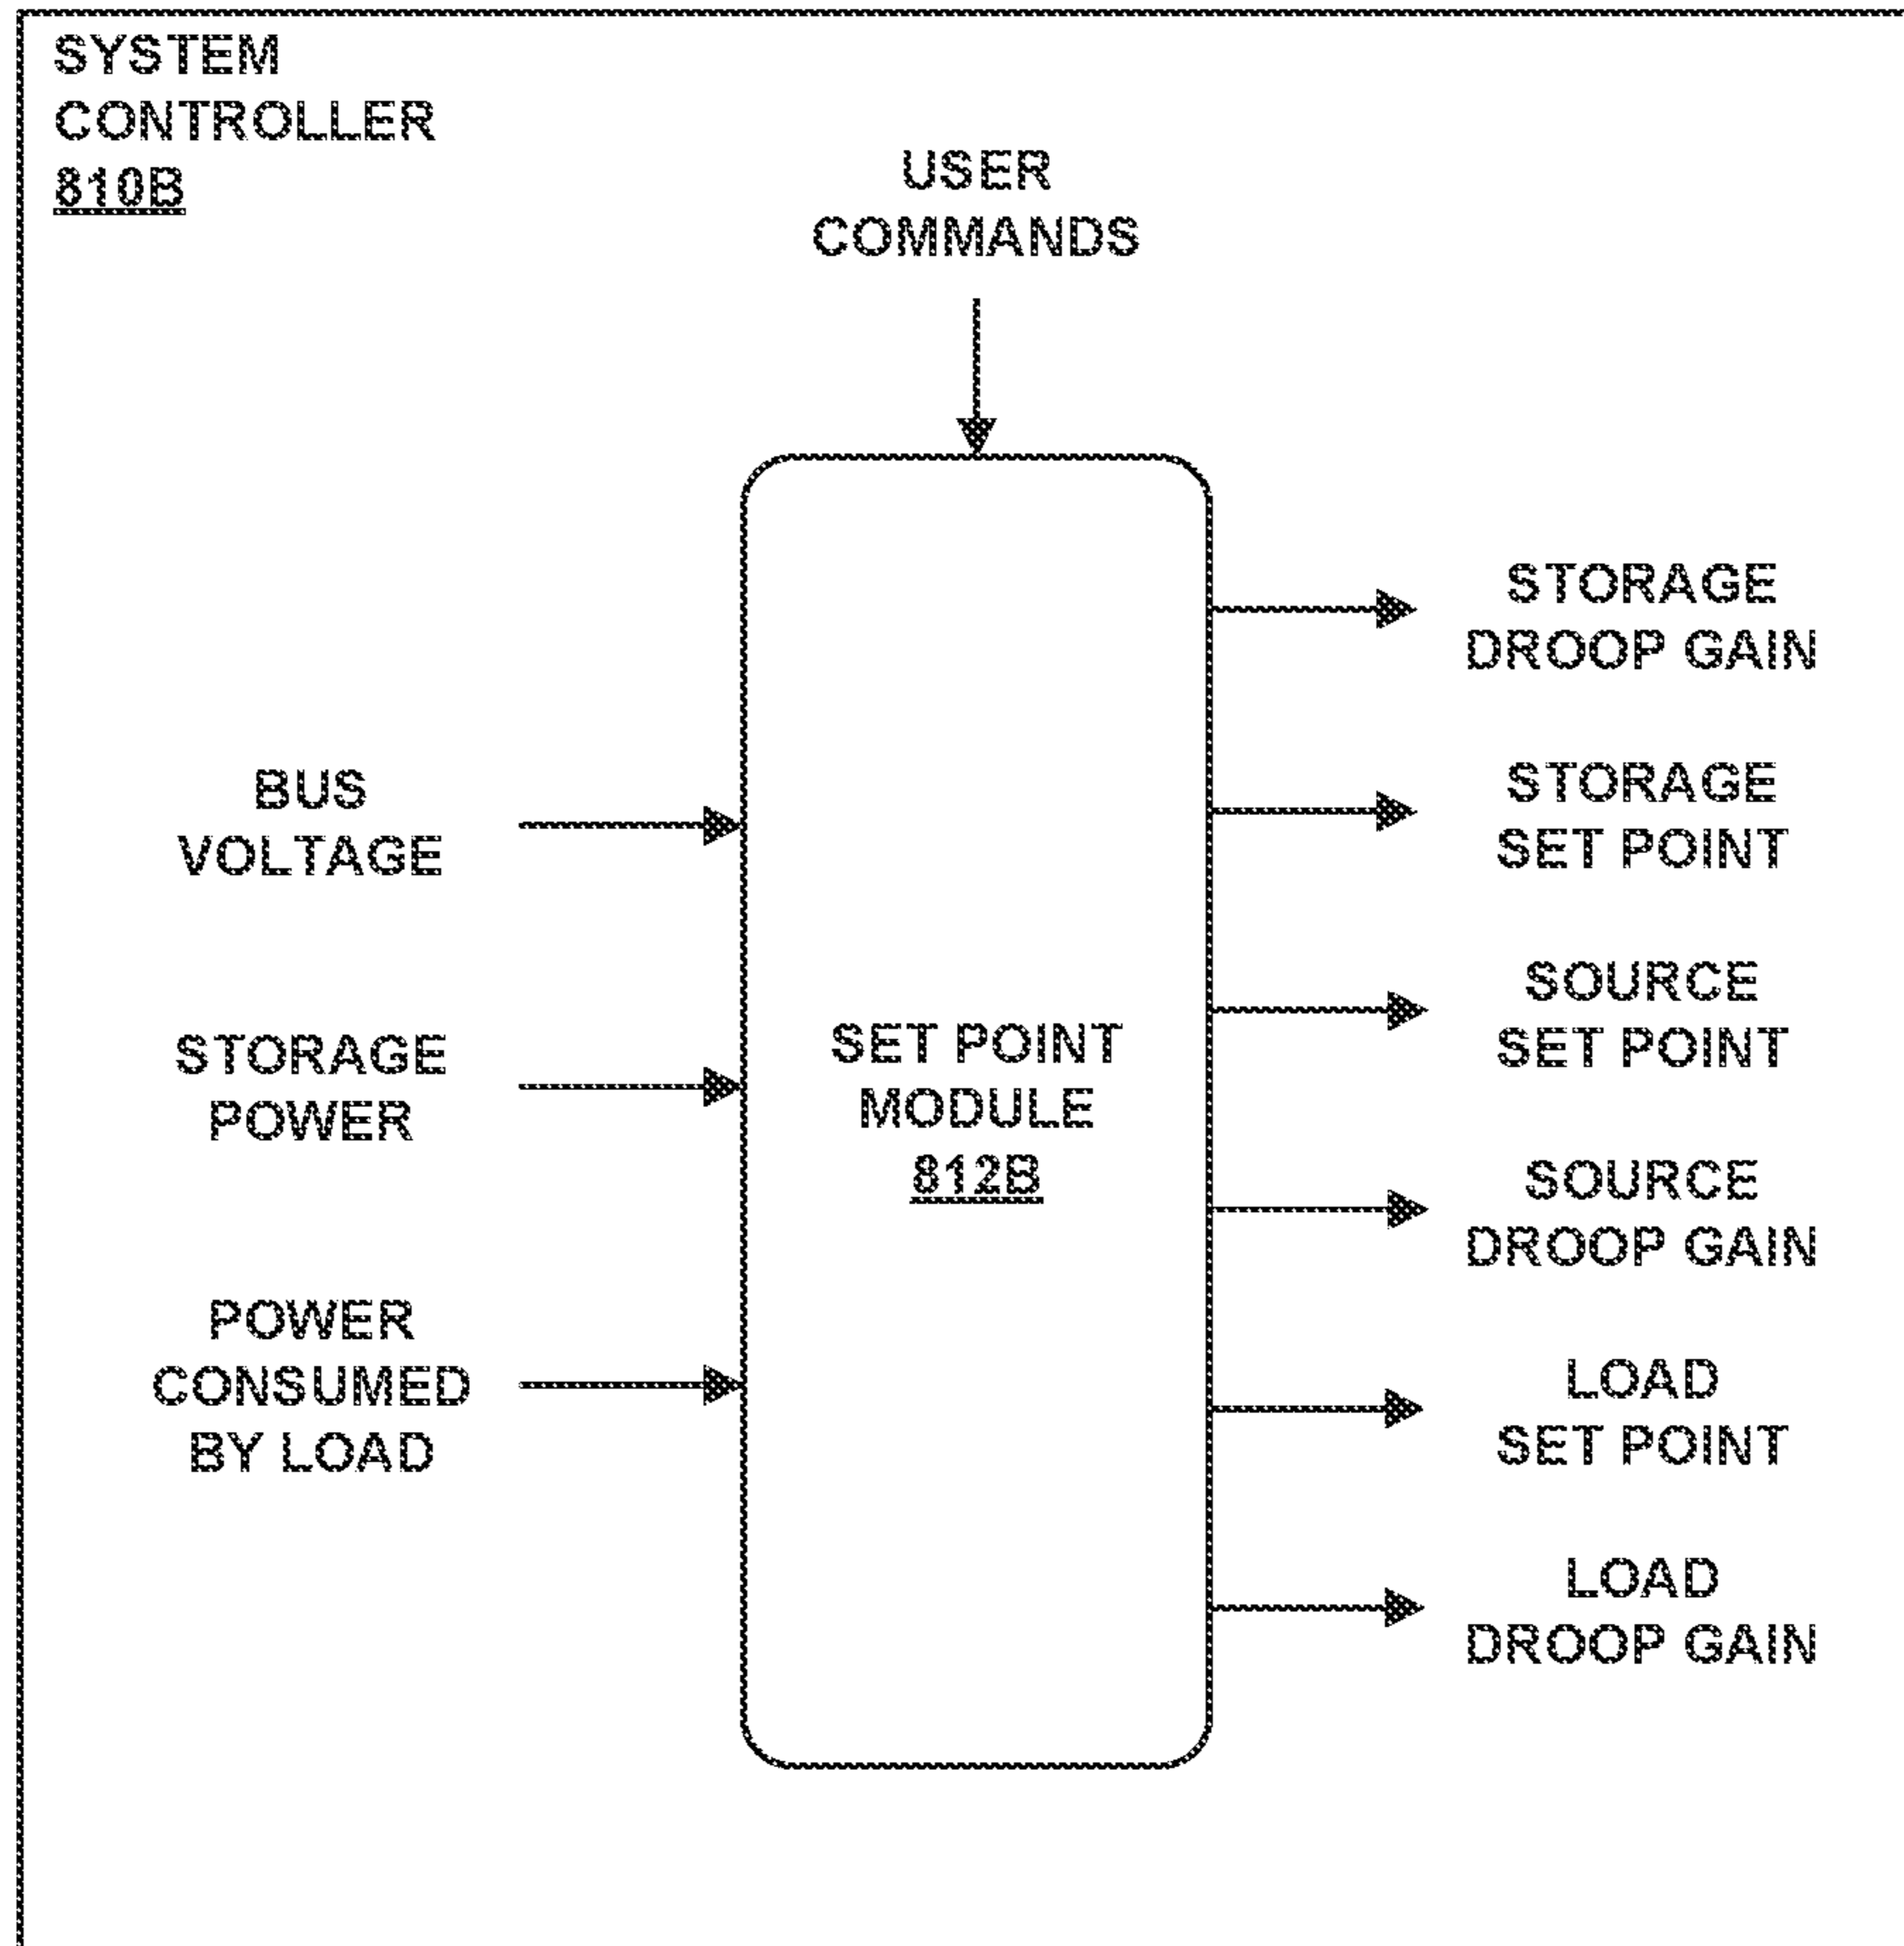 SYSTEM
CONTROLLER
810B
USER
COMMANDS
BUS
VOLTAGE
STORAGE
POWER
POWER
CONSUMED
BY LOAD
SET POINT
MODULE
812B
STORAGE
DROOP GAIN
STORAGE
SET POINT
SOURCE
SET POINT
SOURCE
DROOP GAIN
LOAD
SET POINT
LOAD
DROOP GAIN